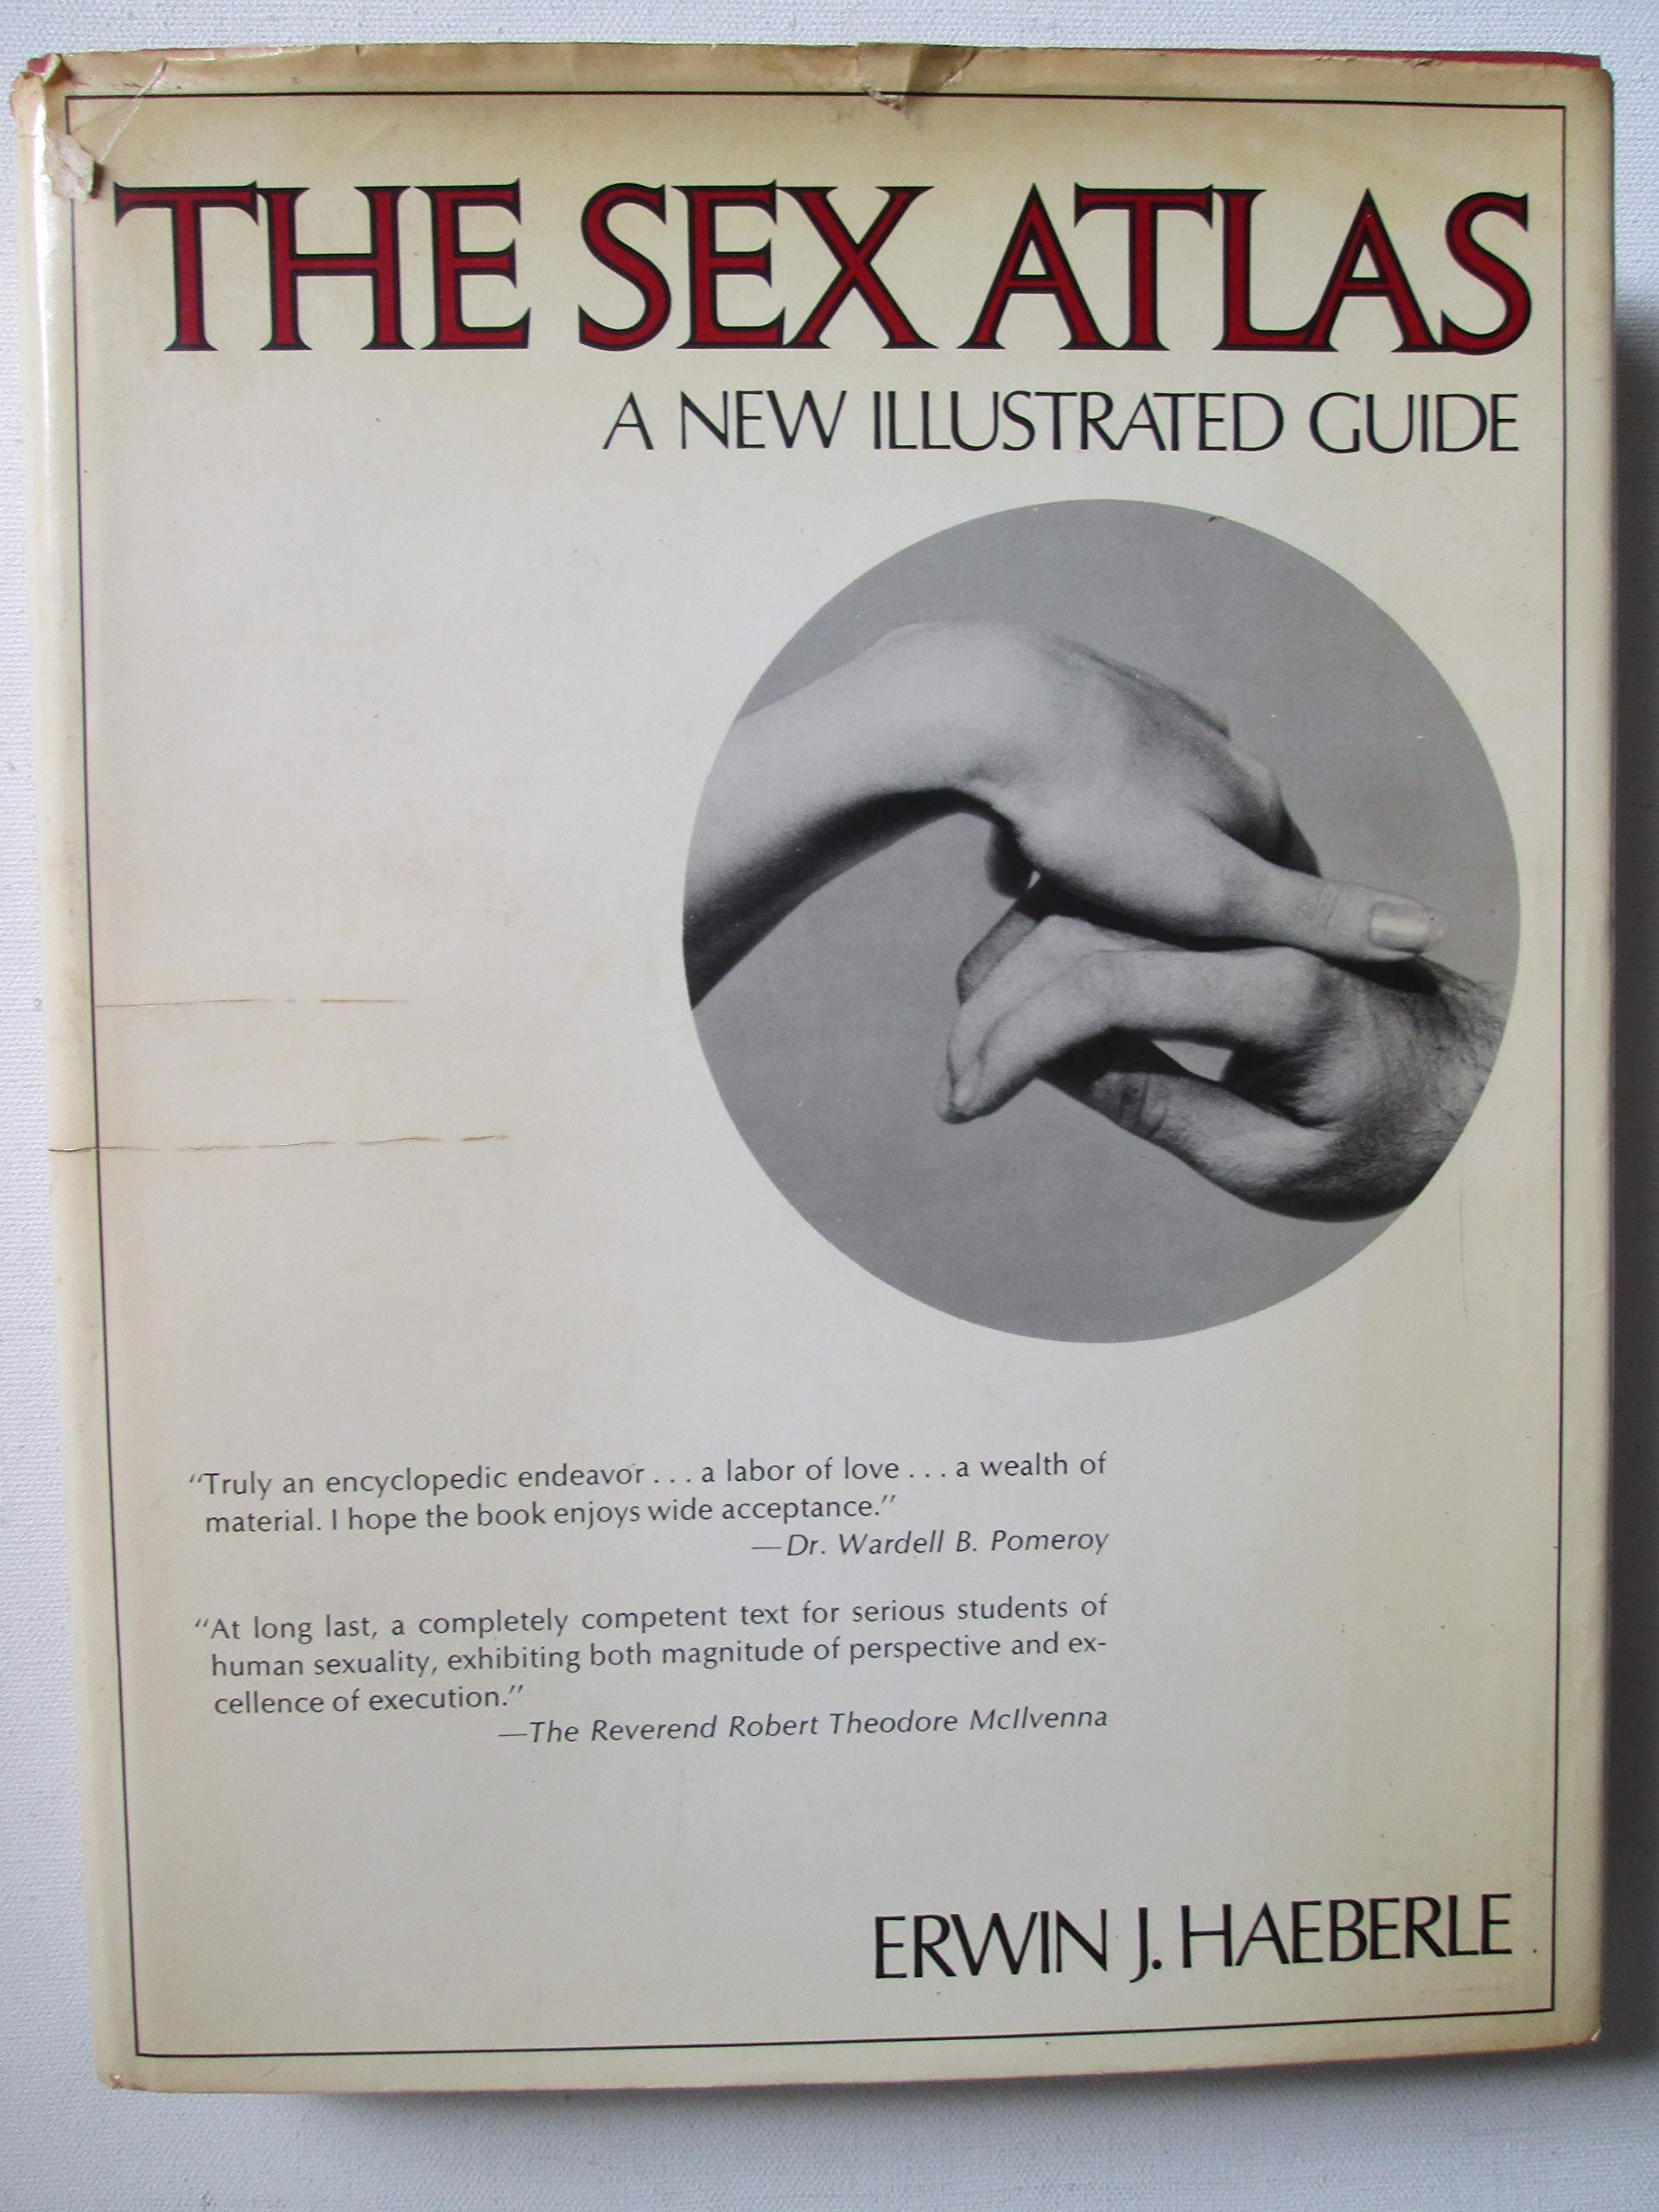 THE SEX ATLAS
A NEW ILLUSTRATED GUIDE
“Truly an encyclopedic endeavor . . . a labor of love . . . a wealth of
material. I hope the book enjoys wide acceptance.”
—Dr. Wardell B. Pomeroy
“At long last, a completely competent text for serious students of
human sexuality, exhibiting both magnitude of perspective and ex-
cellence of execution.”
—The Reverend Robert Theodore McIlvenna
ERWIN J. HAEBERLE